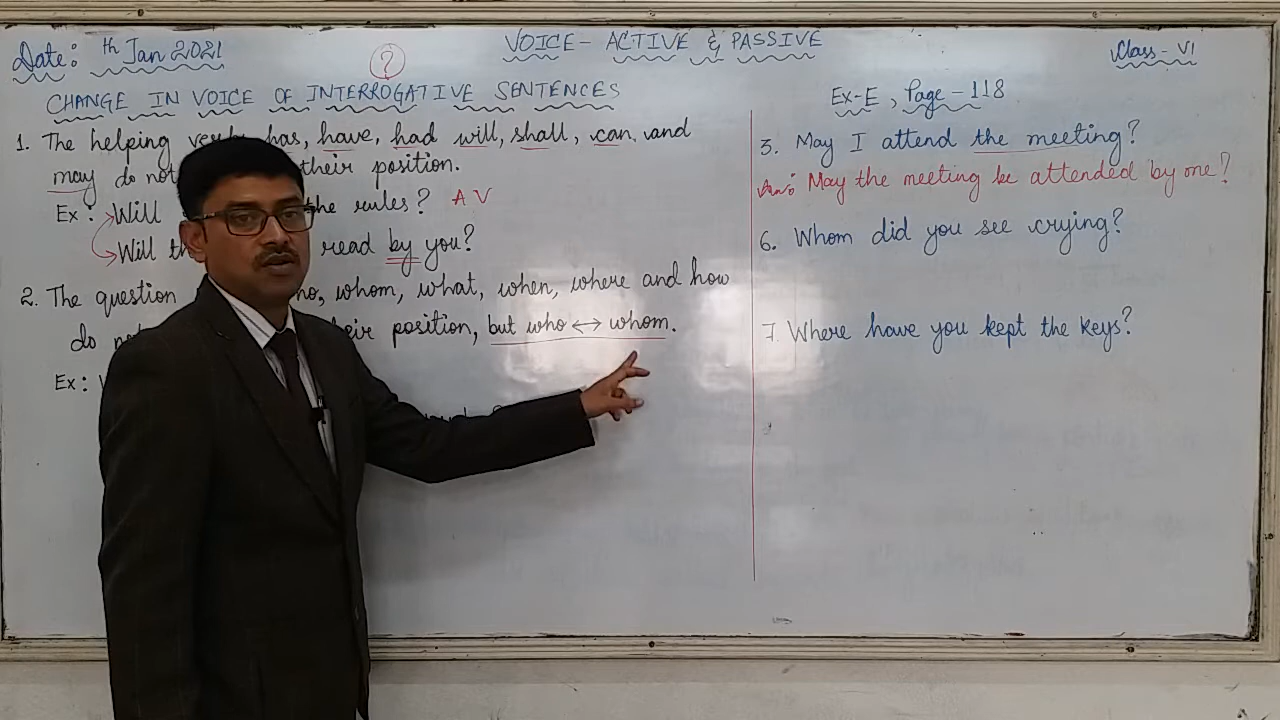 Date: th Jan 2021
VOICE - ACTIVE & PASSIVE
Class - VI
?
CHANGE IN VOICE OF INTERROGATIVE SENTENCES
1. The helping has, have, had will, shall, can and
may do not their position.
Ex: Will the rules? AV
Will read by you?
2. The question whom, what, when, where and how
do position, but who ↔ whom.
Ex:
Ex-E, Page - 118
3. May I attend the meeting?
Ans: May the meeting be attended by one?
6. Whom did you see crying?
7. Where have you kept the keys?